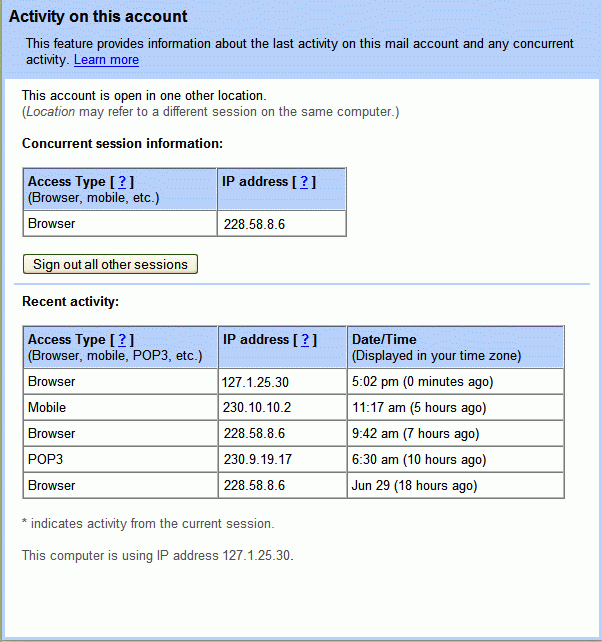 Activity on this account
This feature provides information about the last activity on this mail account and any concurrent
activity. Learn more
This account is open in one other location.
(Location may refer to a different session on the same computer.)
Concurrent session information:
Access Type [ ? ] IP address [ ? ]
(Browser, mobile, etc.)
Browser 228.58.8.6
Sign out all other sessions
Recent activity:
Access Type [ ? ] IP address [ ? ] Date/Time
(Browser, mobile, POP3, etc.) (Displayed in your time zone)
Browser 127.1.25.30 5:02 pm (0 minutes ago)
Mobile 230.10.10.2 11:17 am (5 hours ago)
Browser 228.58.8.6 9:42 am (7 hours ago)
POP3 230.9.19.17 6:30 am (10 hours ago)
Browser 228.58.8.6 Jun 29 (18 hours ago)
* indicates activity from the current session.
This computer is using IP address 127.1.25.30.